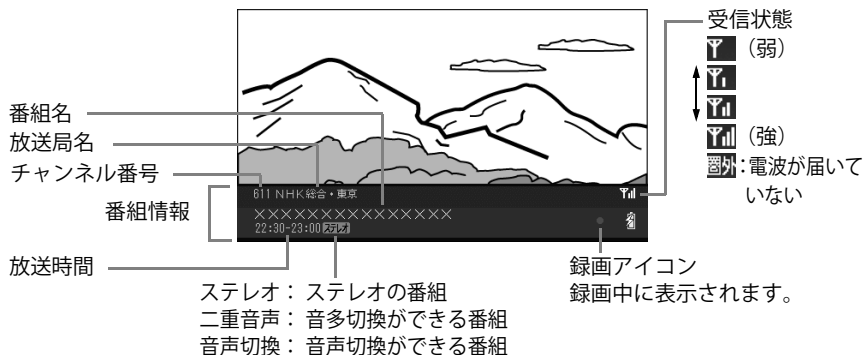 受信状態
（弱）
（強）
圏外：電波が届いて
いない
番組名
放送局名
チャンネル番号
番組情報
放送時間
611 NHK総合・東京
××××××××××××××××
22:30-23:00 ステレオ
ステレオ： ステレオの番組
二重音声： 音多切換ができる番組
音声切換： 音声切換ができる番組
録画アイコン
録画中に表示されます。